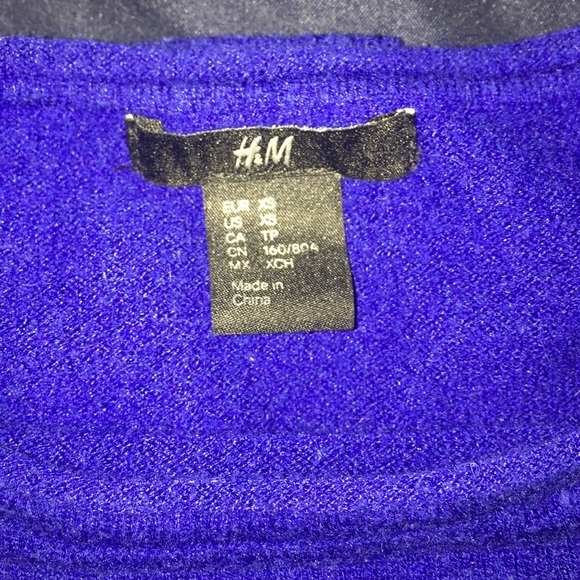 H&M
EUR XS
US XS
CA TP
CN 160/80A
MX XCH
Made in
China